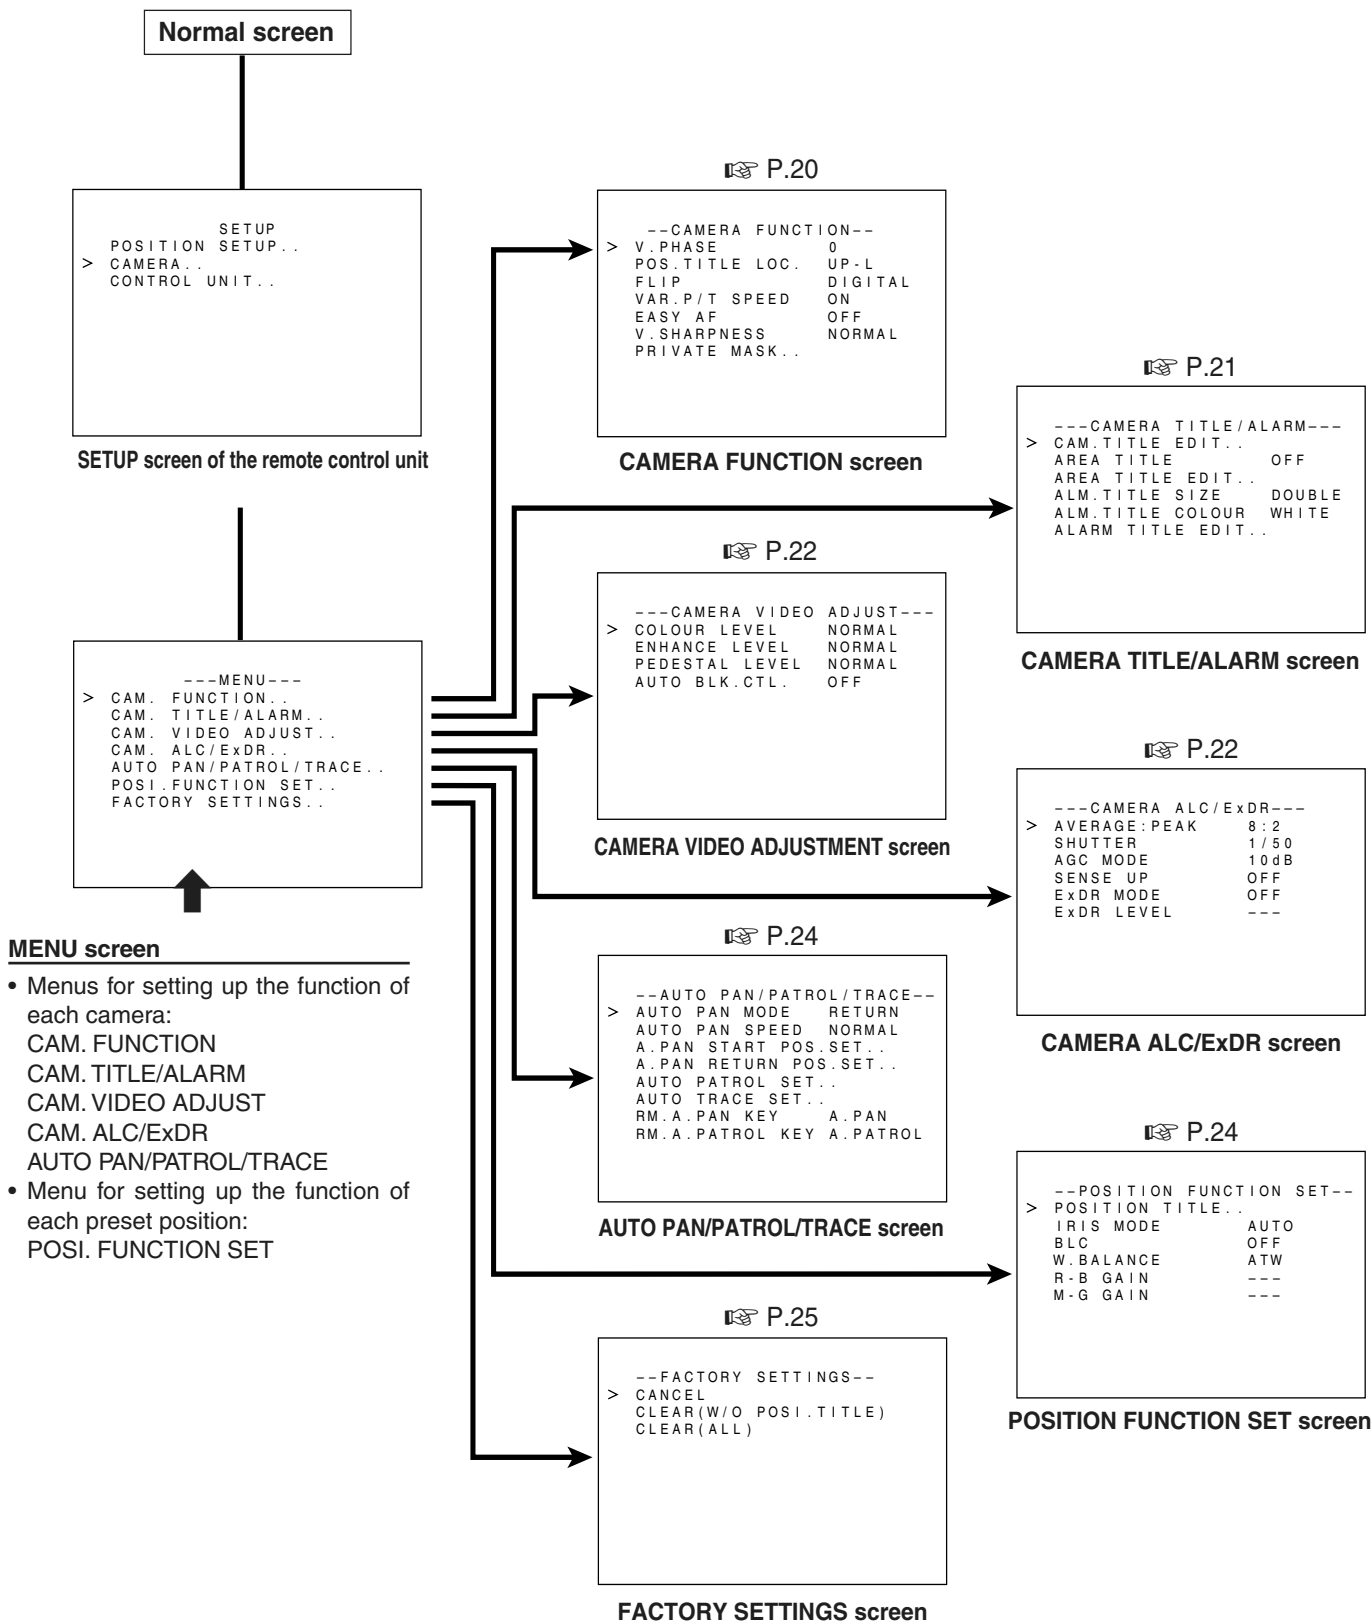 Normal screen
SETUP
POSITION SETUP..
> CAMERA..
CONTROL UNIT..
SETUP screen of the remote control unit
---MENU---
> CAM. FUNCTION..
CAM. TITLE/ALARM..
CAM. VIDEO ADJUST..
CAM. ALC/ExDR..
AUTO PAN/PATROL/TRACE..
POSI.FUNCTION SET..
FACTORY SETTINGS..
MENU screen
• Menus for setting up the function of
each camera:
CAM. FUNCTION
CAM. TITLE/ALARM
CAM. VIDEO ADJUST
CAM. ALC/ExDR
AUTO PAN/PATROL/TRACE
• Menu for setting up the function of
each preset position:
POSI. FUNCTION SET
☞ P.20
--CAMERA FUNCTION--
> V.PHASE 0
POS.TITLE LOC. UP-L
FLIP DIGITAL
VAR.P/T SPEED ON
EASY AF OFF
V.SHARPNESS NORMAL
PRIVATE MASK..
CAMERA FUNCTION screen
☞ P.21
---CAMERA TITLE/ALARM---
> CAM.TITLE EDIT..
AREA TITLE OFF
AREA TITLE EDIT..
ALM.TITLE SIZE DOUBLE
ALM.TITLE COLOUR WHITE
ALARM TITLE EDIT..
CAMERA TITLE/ALARM screen
☞ P.22
---CAMERA VIDEO ADJUST---
> COLOUR LEVEL NORMAL
ENHANCE LEVEL NORMAL
PEDESTAL LEVEL NORMAL
AUTO BLK.CTL. OFF
CAMERA VIDEO ADJUSTMENT screen
☞ P.22
---CAMERA ALC/ExDR---
> AVERAGE:PEAK 8:2
SHUTTER 1/50
AGC MODE 10dB
SENSE UP OFF
ExDR MODE OFF
ExDR LEVEL ---
CAMERA ALC/ExDR screen
☞ P.24
--AUTO PAN/PATROL/TRACE--
> AUTO PAN MODE RETURN
AUTO PAN SPEED NORMAL
A.PAN START POS.SET..
A.PAN RETURN POS.SET..
AUTO PATROL SET..
AUTO TRACE SET..
RM.A.PAN KEY A.PAN
RM.A.PATROL KEY A.PATROL
AUTO PAN/PATROL/TRACE screen
☞ P.24
--POSITION FUNCTION SET--
> POSITION TITLE..
IRIS MODE AUTO
BLC OFF
W.BALANCE ATW
R-B GAIN ---
M-G GAIN ---
POSITION FUNCTION SET screen
☞ P.25
--FACTORY SETTINGS--
> CANCEL
CLEAR(W/O POSI.TITLE)
CLEAR(ALL)
FACTORY SETTINGS screen